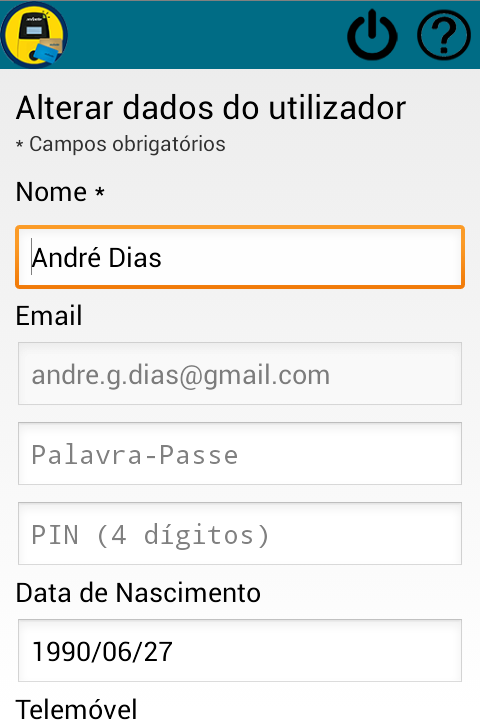 Alterar dados do utilizador
* Campos obrigatórios
Nome *
André Dias
Email
andre.g.dias@gmail.com
Palavra-Passe
PIN (4 dígitos)
Data de Nascimento
1990/06/27
Telemóvel